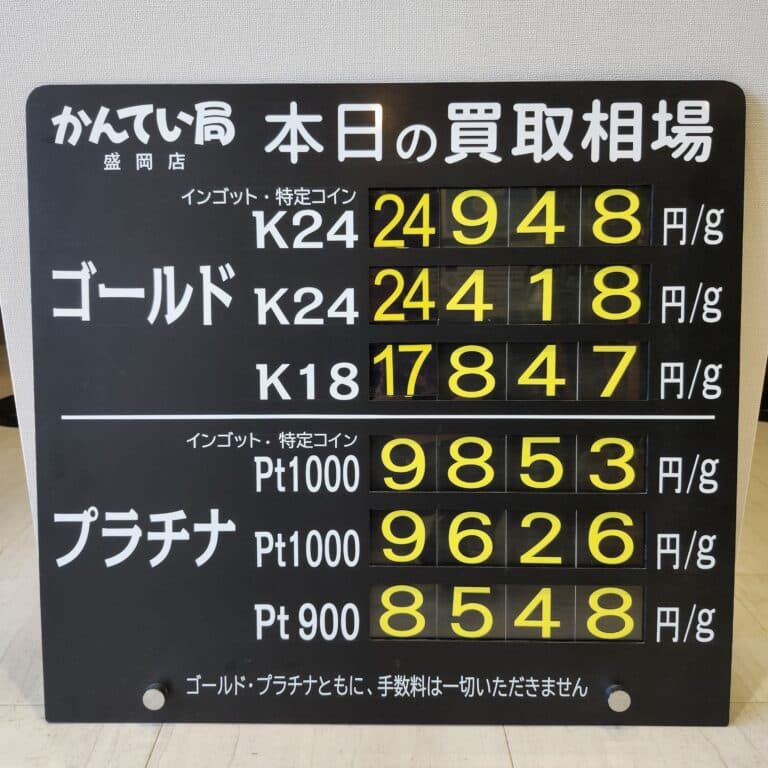 かんてい局 本日の買取相場
盛岡店
インゴット・特定コイン
K24 24948 円/g
ゴールド K24 24418 円/g
K18 17847 円/g
インゴット・特定コイン
Pt1000 9853 円/g
プラチナ Pt1000 9626 円/g
Pt900 8548 円/g
ゴールド・プラチナともに、手数料は一切いただきません